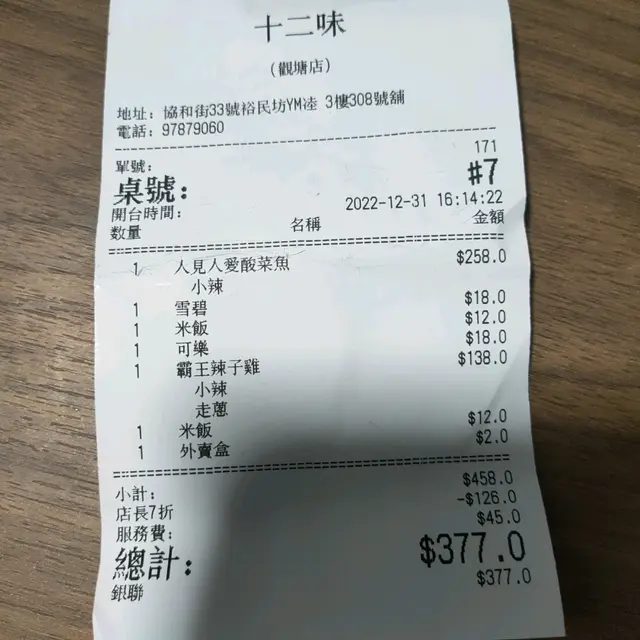 十二味
(觀塘店)
地址: 協和街33號裕民坊YM凌 3樓308號舖
電話: 97879060
單號: 171
桌號: #7
開台時間: 2022-12-31 16:14:22
數量 名稱 金額
1 人見人愛酸菜魚 $258.0
小辣
1 雪碧 $18.0
1 米飯 $12.0
1 可樂 $18.0
1 霸王辣子雞 $138.0
小辣
走蔥
1 米飯 $12.0
1 外賣盒 $2.0
小計: $458.0
店長7折 -$126.0
服務費: $45.0
總計: $377.0
銀聯 $377.0